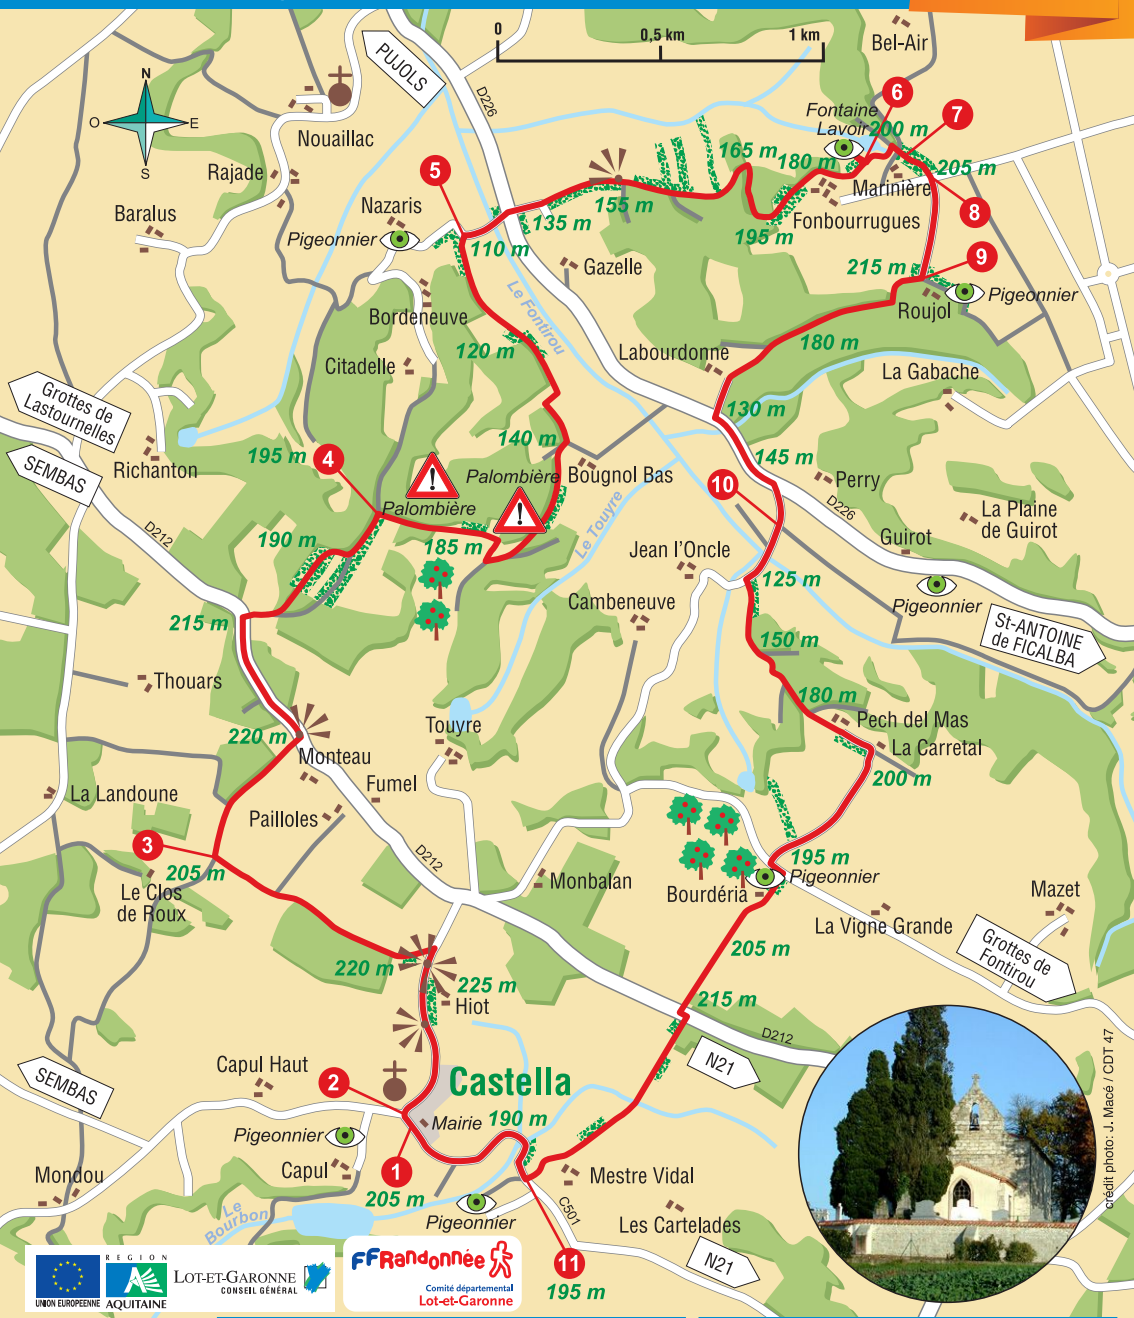 0
0,5 km
1 km
Bel-Air
PUJOLS
D226
N
O
E
S
Nouaillac
Fontaine
Lavoir
6
200 m
7
165 m
180 m
Rajade
5
205 m
Marinière
155 m
8
Baralus
Nazaris
135 m
Fonbourrugues
195 m
Pigeonnier
110 m
9
215 m
Gazelle
Pigeonnier
Roujol
Le Fontirou
Bordeneuve
180 m
120 m
Labourdonne
Citadelle
La Gabache
Grottes de
Lastournelles
130 m
140 m
195 m
4
145 m
SEMBAS
Richanton
Palombière
Bougnol Bas
10
Perry
Palombière
D226
La Plaine
de Guirot
D212
Le Touyre
190 m
185 m
Guirot
Jean l'Oncle
125 m
Cambeneuve
Pigeonnier
215 m
St-ANTOINE
de FICALBA
150 m
Thouars
180 m
Touyre
Pech del Mas
220 m
La Carretal
Monteau
200 m
Fumel
La Landoune
Pailloles
3
D212
195 m
205 m
Pigeonnier
Monbalan
Le Clos
de Roux
Bourdéria
Mazet
La Vigne Grande
205 m
Grottes de
Fontirou
220 m
225 m
215 m
Hiot
D212
N21
Capul Haut
SEMBAS
2
Castella
190 m
Mairie
Pigeonnier
1
Capul
Mestre Vidal
Mondou
205 m
Le
Bourbon
Pigeonnier
C501
Les Cartelades
N21
11
195 m
crédit photo: J. Macé / CDT 47
UNION EUROPEENNE
REGION
AQUITAINE
LOT-ET-GARONNE
CONSEIL GÉNÉRAL
FFRandonnée
Comité départemental
Lot-et-Garonne